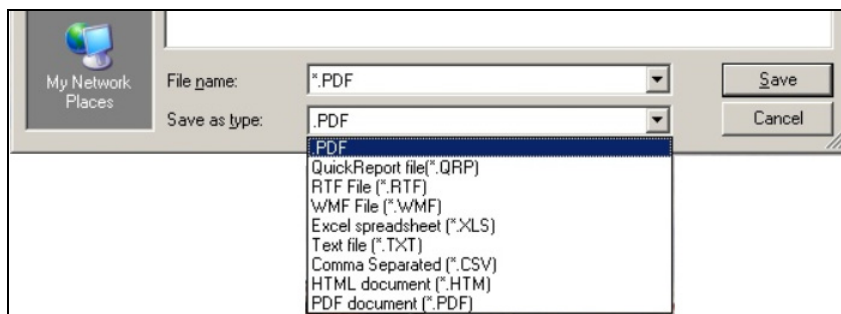 My Network
Places
File name:
*.PDF
Save
Save as type:
.PDF
Cancel
.PDF
QuickReport file(*.QRP)
RTF File (*.RTF)
WMF File (*.WMF)
Excel spreadsheet (*.XLS)
Text file (*.TXT)
Comma Separated (*.CSV)
HTML document (*.HTM)
PDF document (*.PDF)